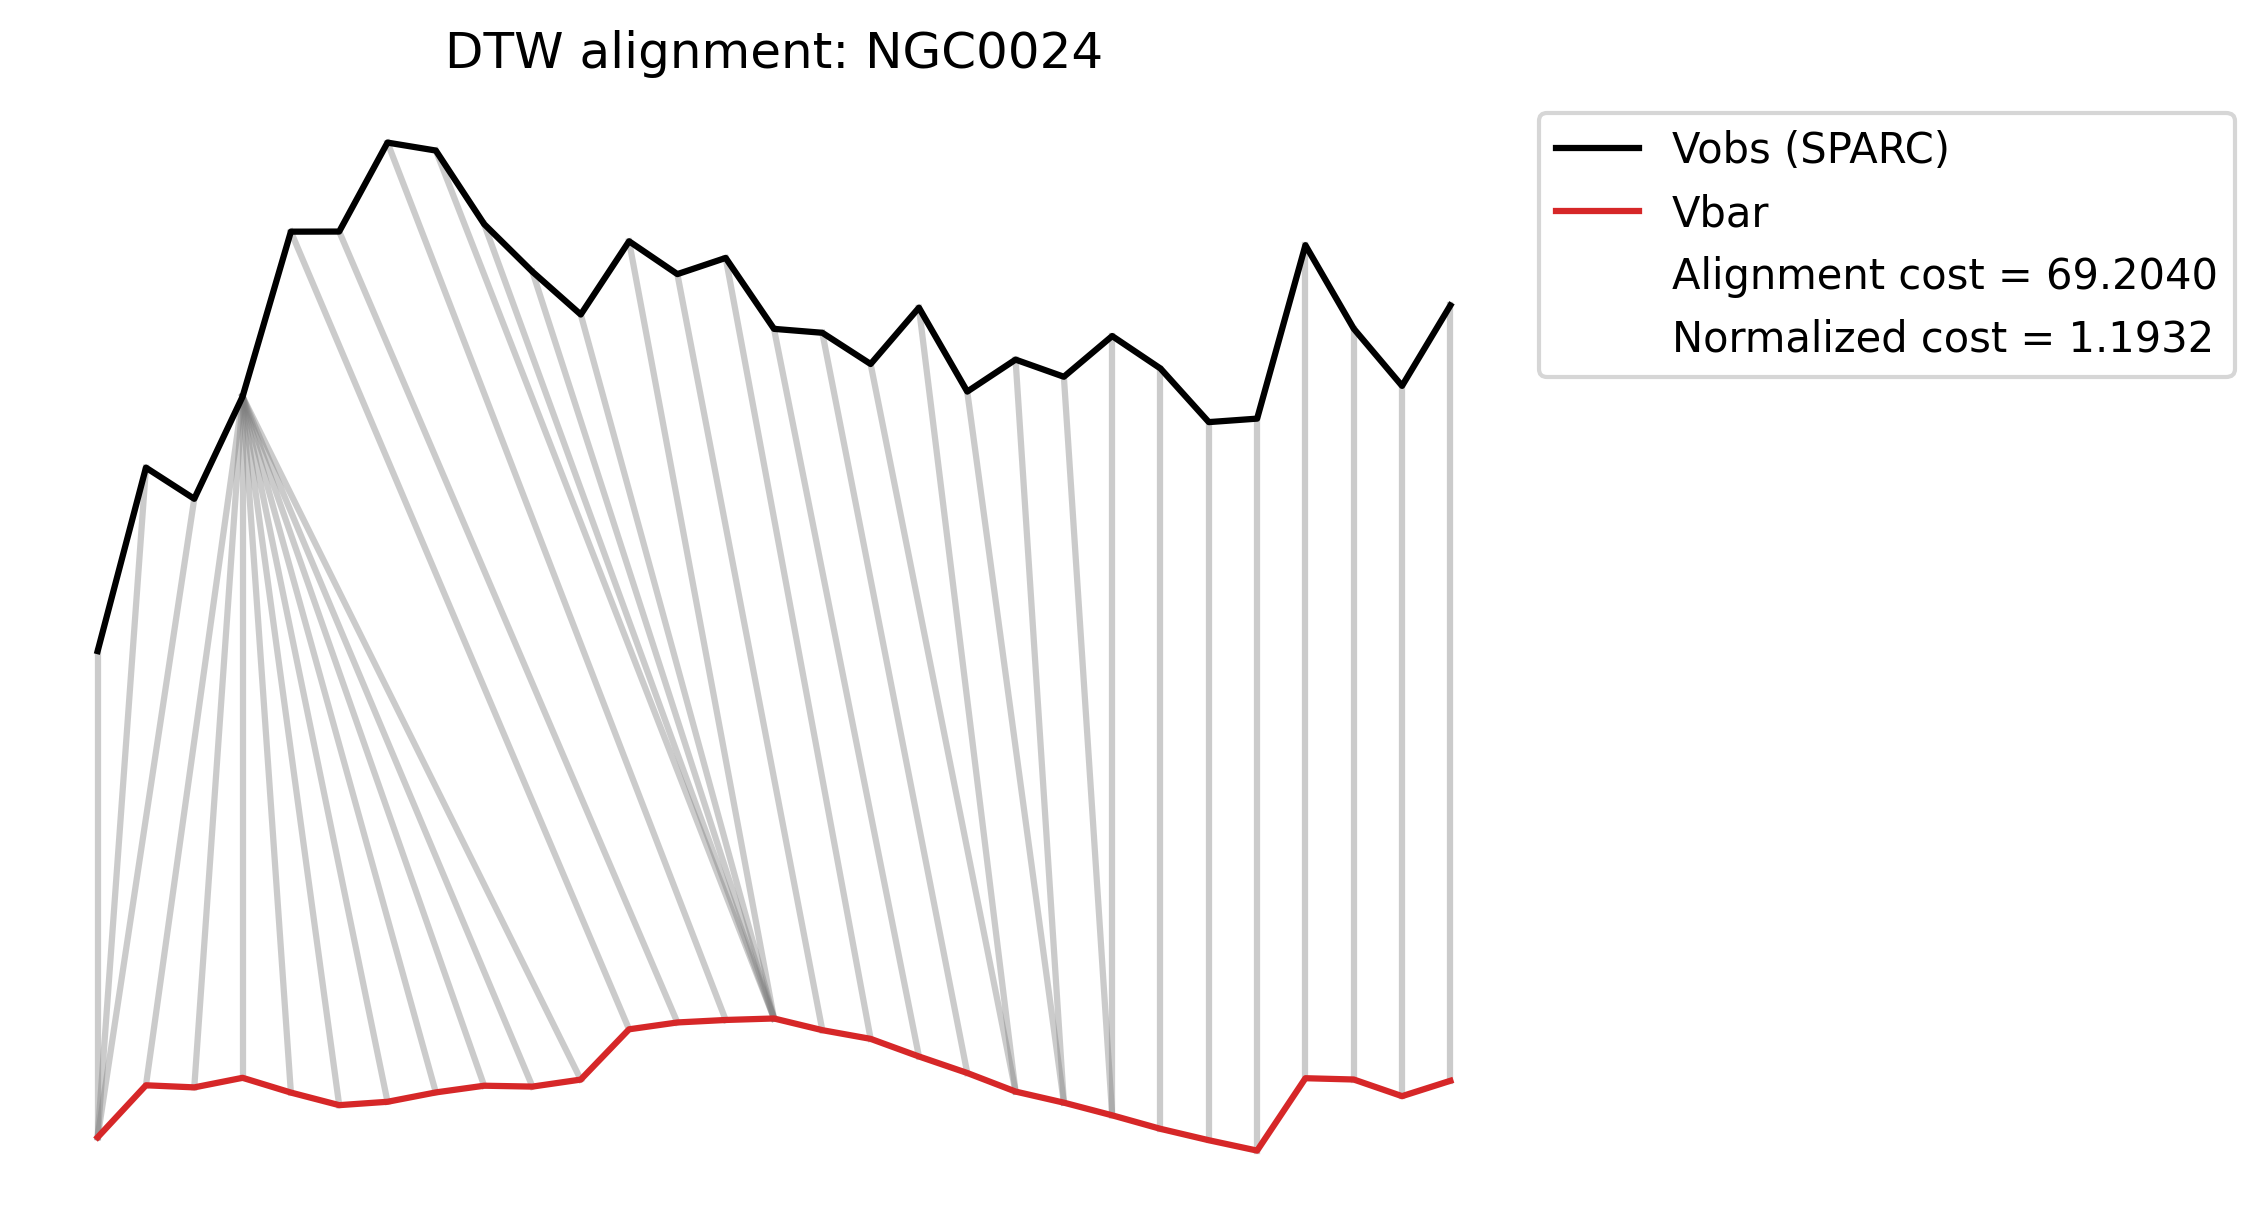 DTW alignment: NGC0024
Vobs (SPARC)
Vbar
Alignment cost = 69.2040
Normalized cost = 1.1932